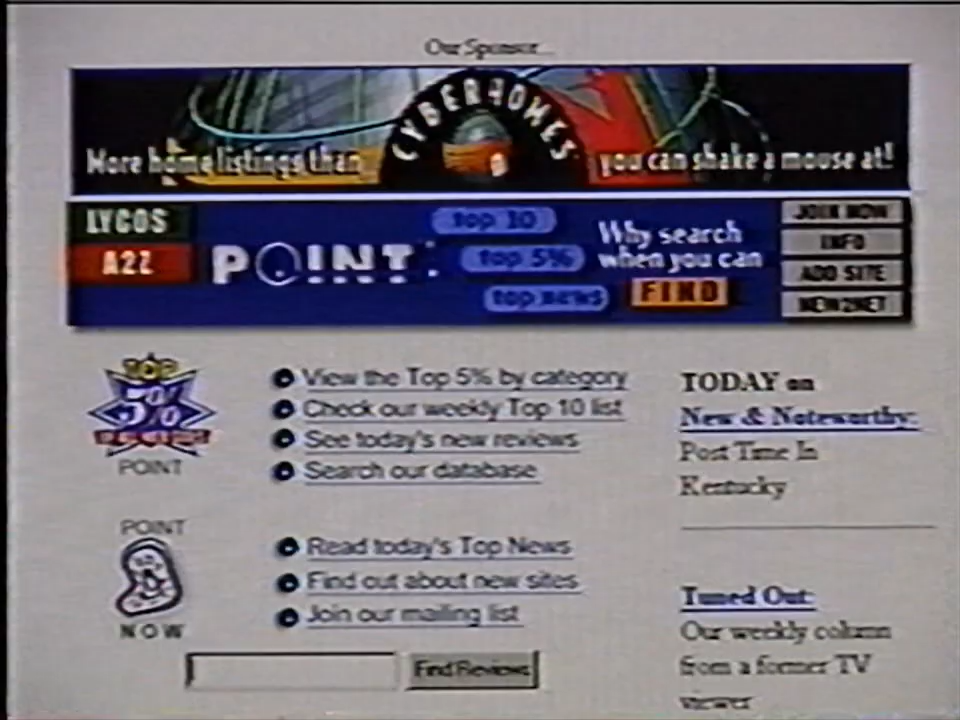 Our Sponsor...
CYBERHOMES
More home listings than
you can shake a mouse at!
LYCOS
A2Z
POINT
top 10
top 5%
top news
Why search
when you can
FIND
JOIN NOW
INFO
ADD SITE
NEW2NET
TOP
5%
POINT
View the Top 5% by category
Check our weekly Top 10 list
See today's new reviews
Search our database
TODAY on
New & Noteworthy:
Post Time In
Kentucky
POINT
NOW
Read today's Top News
Find out about new sites
Join our mailing list
Find Reviews
Tuned Out:
Our weekly column
from a former TV
viewer